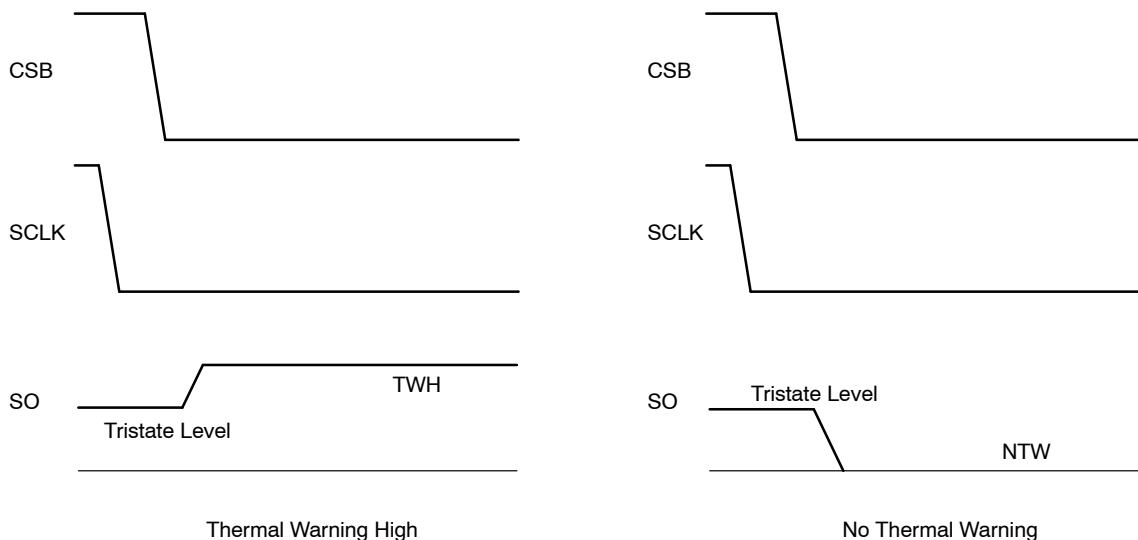 CSB
SCLK
SO
TWH
Tristate Level
Thermal Warning High
CSB
SCLK
SO
Tristate Level
NTW
No Thermal Warning